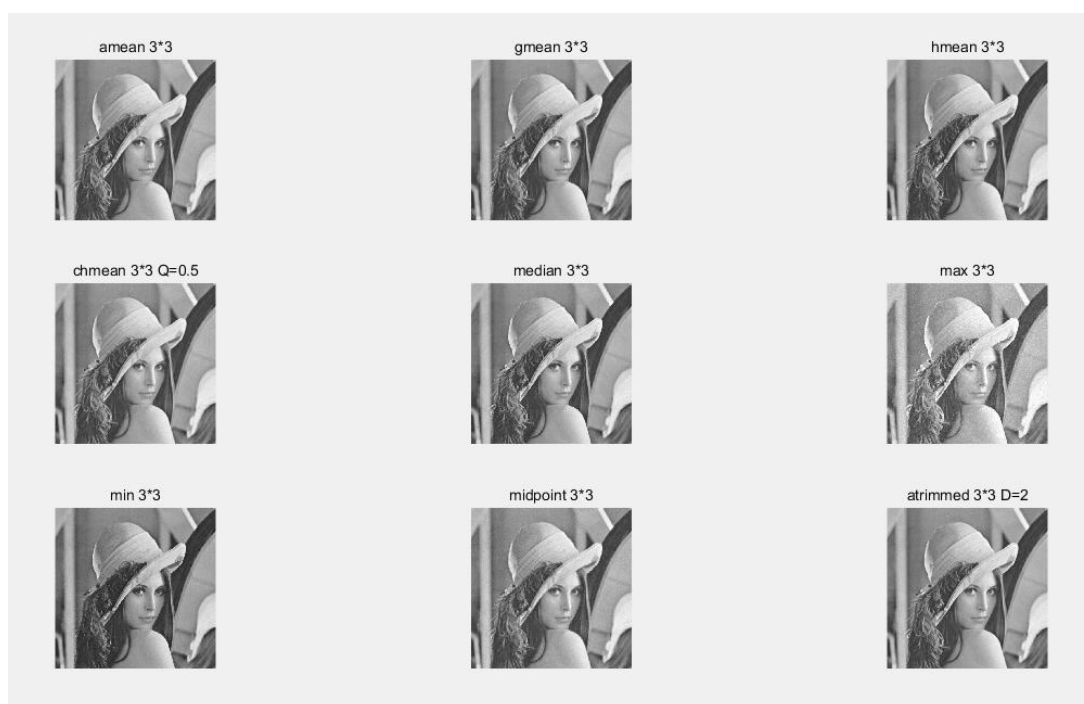 amean 3*3
gmean 3*3
hmean 3*3
chmean 3*3 Q=0.5
median 3*3
max 3*3
min 3*3
midpoint 3*3
atrimmed 3*3 D=2